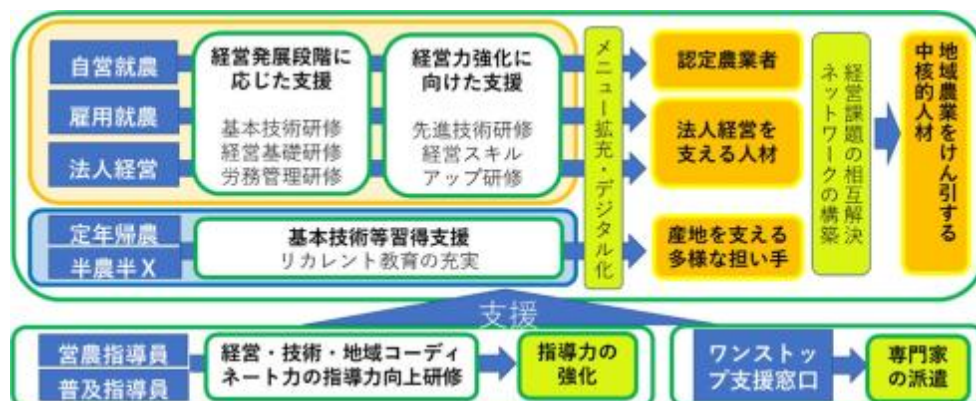 自営就農
雇用就農
法人経営
経営発展段階に
応じた支援
基本技術研修
経営基礎研修
労務管理研修
経営力強化に
向けた支援
先進技術研修
経営スキル
アップ研修
定年帰農
半農半X
基本技術等習得支援
リカレント教育の充実
メニュー拡充・デジタル化
認定農業者
法人経営を
支える人材
産地を支える
多様な担い手
経営課題の相互解決
ネットワークの構築
地域農業をけん引する
中核的人材
支援
営農指導員
普及指導員
経営・技術・地域コーディ
ネート力の指導力向上研修
指導力の
強化
ワンストッ
プ支援窓口
専門家
の派遣